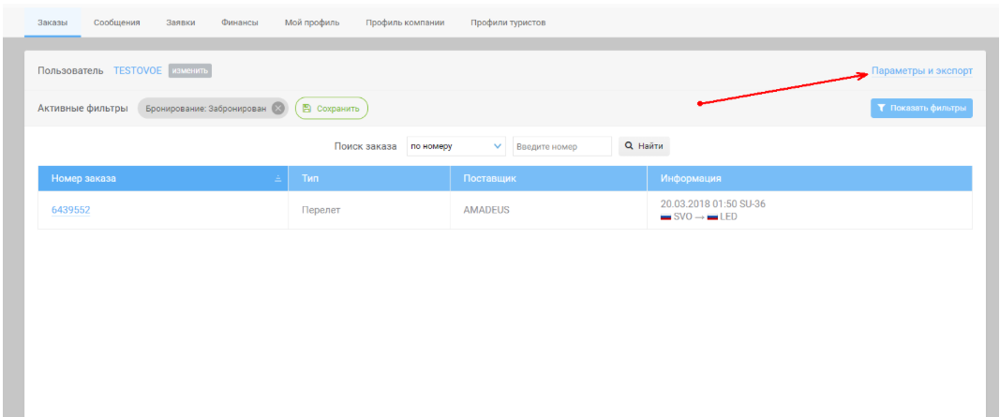 Заказы Сообщения Заявки Финансы Мой профиль Профиль компании Профили туристов
Пользователь TESTOVOE изменить Параметры и экспорт
Активные фильтры Бронирование: Забронирован Сохранить Показать фильтры
Поиск заказа по номеру Введите номер Найти
Номер заказа Тип Поставщик Информация
6439552 Перелет AMADEUS 20.03.2018 01:50 SU-36
SVO → LED